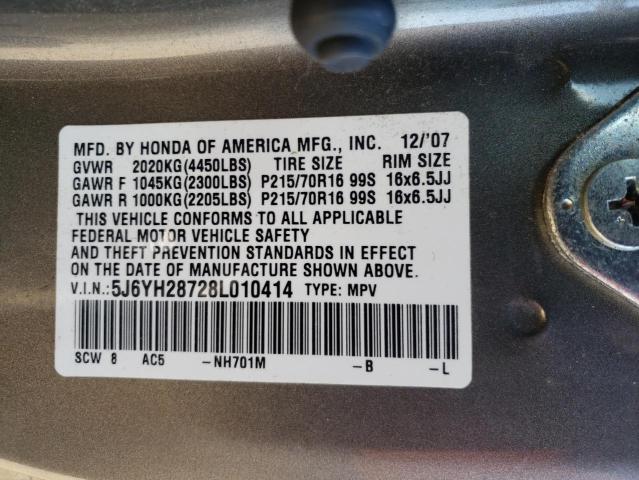 MFD. BY HONDA OF AMERICA MFG., INC. 12/'07
GVWR 2020KG(4450LBS) TIRE SIZE RIM SIZE
GAWR F 1045KG(2300LBS) P215/70R16 99S 16x6.5JJ
GAWR R 1000KG(2205LBS) P215/70R16 99S 16x6.5JJ
THIS VEHICLE CONFORMS TO ALL APPLICABLE
FEDERAL MOTOR VEHICLE SAFETY
AND THEFT PREVENTION STANDARDS IN EFFECT
ON THE DATE OF MANUFACTURE SHOWN ABOVE.
V.I.N.:5J6YH28728L010414 TYPE: MPV
SCW 8 AC5 -NH701M -B -L